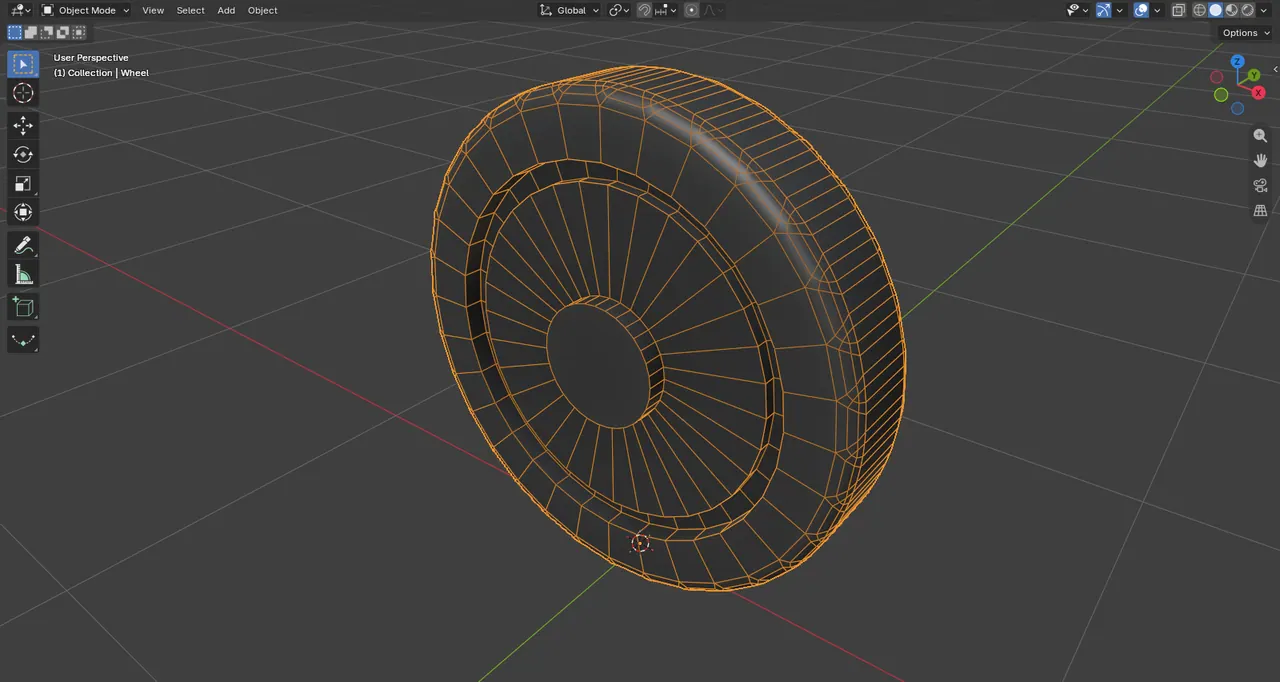 Object Mode View Select Add Object Global
Options
User Perspective
(1) Collection | Wheel
Z
Y
X